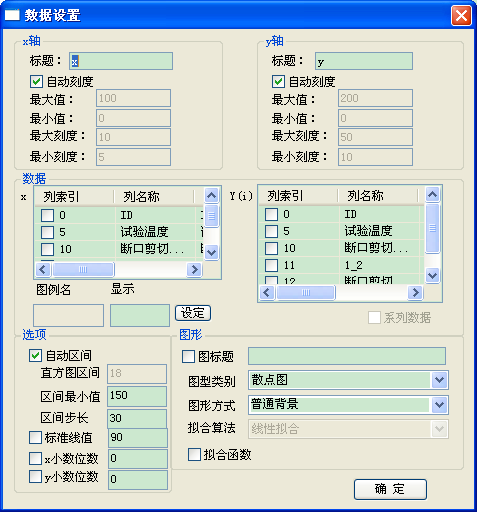 数据设置
x轴
标题： x
自动刻度
最大值： 100
最小值： 0
最大刻度： 10
最小刻度： 5
y轴
标题： y
自动刻度
最大值： 200
最小值： 0
最大刻度： 50
最小刻度： 10
数据
x
列索引 列名称
0 ID
5 试验温度
10 断口剪切...
Y(i)
列索引 列名称
0 ID
5 试验温度
10 断口剪切...
11 1_2
12 断口剪切
图例名 显示
设定
系列数据
选项
自动区间
直方图区间 18
区间最小值 150
区间步长 30
标准线值 90
x小数位数 0
y小数位数 0
图形
图标题
图型类别 散点图
图形方式 普通背景
拟合算法 线性拟合
拟合函数
确 定